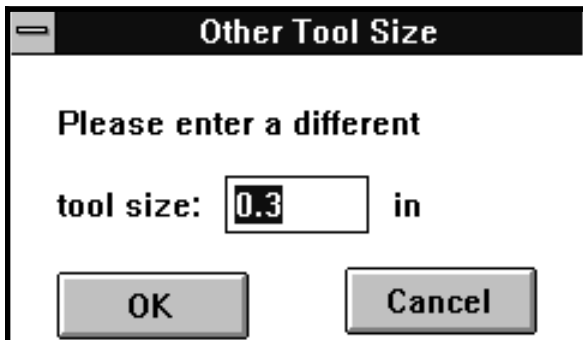 Other Tool Size
Please enter a different
tool size: 0.3 in
OK Cancel